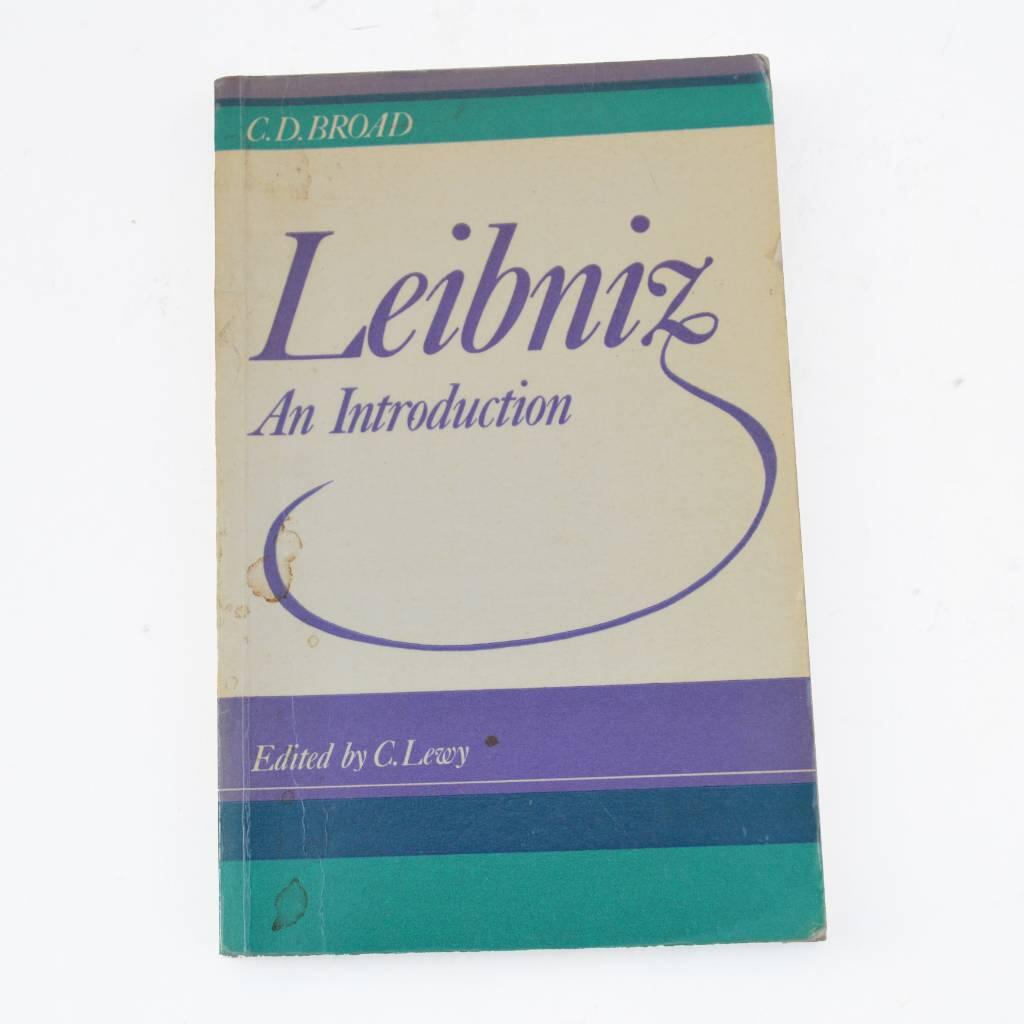 C.D.BROAD
Leibniz
An Introduction
Edited by C.Lewy